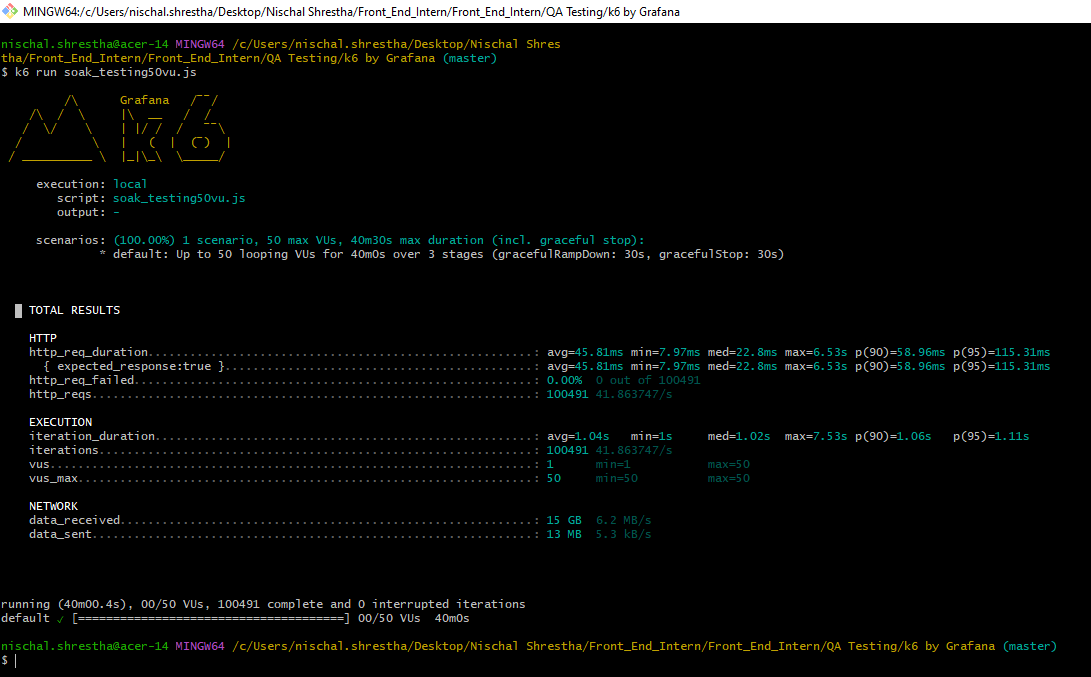 MINGW64:/c/Users/nischal.shrestha/Desktop/Nischal Shrestha/Front_End_Intern/Front_End_Intern/QA Testing/k6 by Grafana
nischal.shrestha@acer-14 MINGW64 /c/Users/nischal.shrestha/Desktop/Nischal Shres
tha/Front_End_Intern/Front_End_Intern/QA Testing/k6 by Grafana (master)
$ k6 run soak_testing50vu.js
Grafana
k6
execution: local
script: soak_testing50vu.js
output: -
scenarios: (100.00%) 1 scenario, 50 max VUs, 40m30s max duration (incl. graceful stop):
* default: Up to 50 looping VUs for 40m0s over 3 stages (gracefulRampDown: 30s, gracefulStop: 30s)
█ TOTAL RESULTS
HTTP
http_req_duration.......................................................: avg=45.81ms min=7.97ms med=22.8ms max=6.53s p(90)=58.96ms p(95)=115.31ms
{ expected_response:true }............................................: avg=45.81ms min=7.97ms med=22.8ms max=6.53s p(90)=58.96ms p(95)=115.31ms
http_req_failed.........................................................: 0.00% 0 out of 100491
http_reqs...............................................................: 100491 41.863747/s
EXECUTION
iteration_duration......................................................: avg=1.04s min=1s med=1.02s max=7.53s p(90)=1.06s p(95)=1.11s
iterations..............................................................: 100491 41.863747/s
vus.....................................................................: 1 min=1 max=50
vus_max.................................................................: 50 min=50 max=50
NETWORK
data_received...........................................................: 15 GB 6.2 MB/s
data_sent...............................................................: 13 MB 5.3 kB/s
running (40m00.4s), 00/50 VUs, 100491 complete and 0 interrupted iterations
default ✓ [======================================] 00/50 VUs 40m0s
nischal.shrestha@acer-14 MINGW64 /c/Users/nischal.shrestha/Desktop/Nischal Shrestha/Front_End_Intern/Front_End_Intern/QA Testing/k6 by Grafana (master)
$